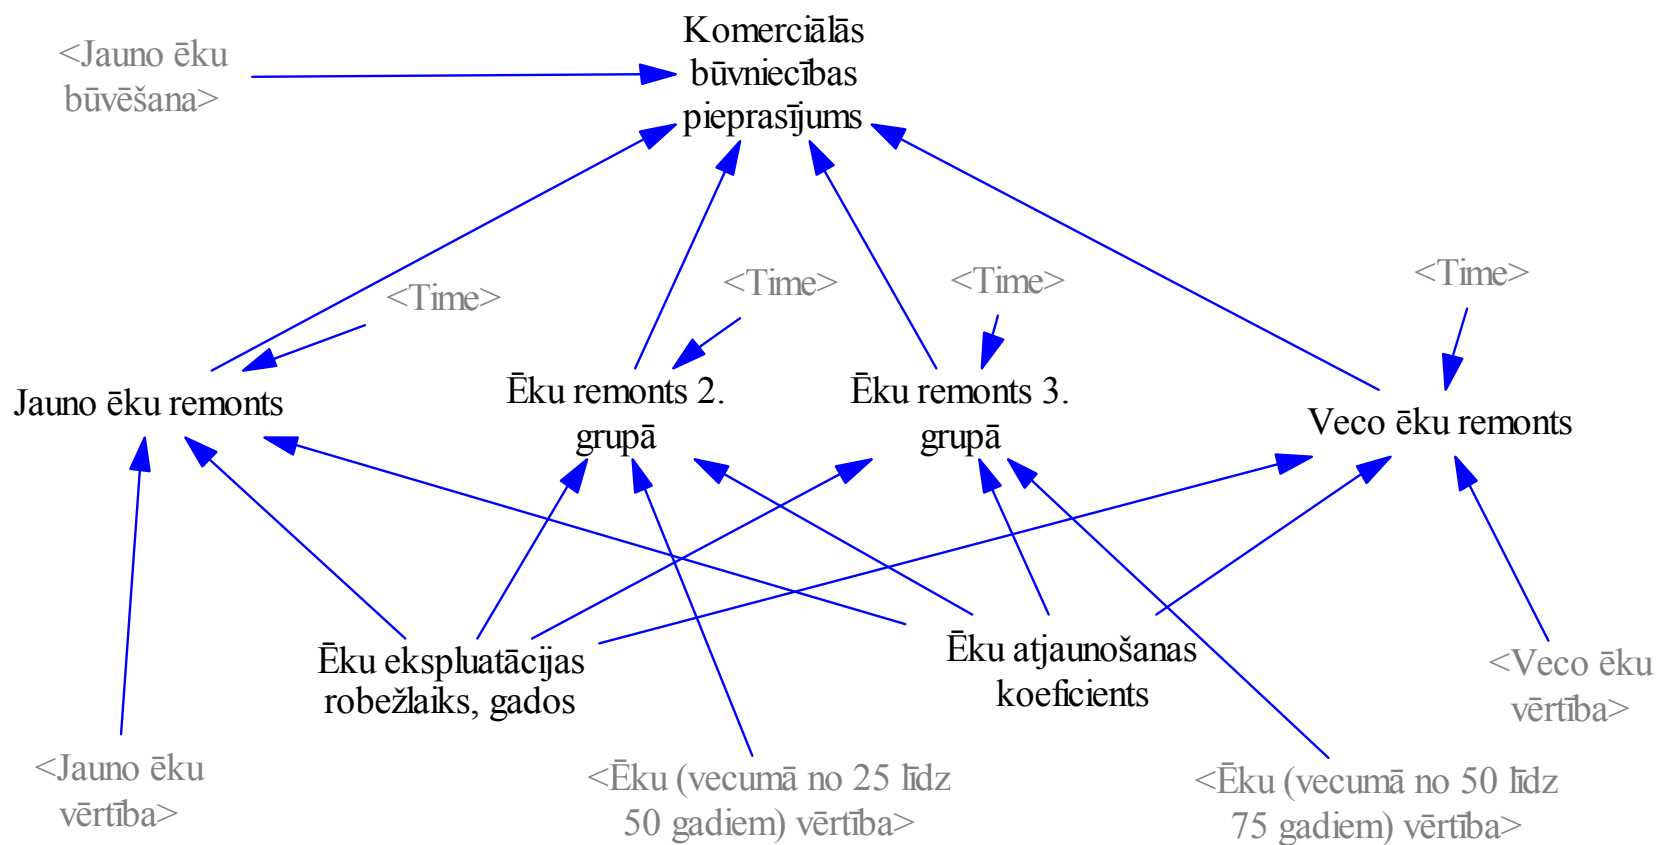 <Jauno ēku
būvēšana>
Komerciālās
būvniecības
pieprasījums
<Time>
<Time>
<Time>
<Time>
Jauno ēku remonts
Ēku remonts 2.
grupā
Ēku remonts 3.
grupā
Veco ēku remonts
Ēku ekspluatācijas
robežlaiks, gados
Ēku atjaunošanas
koeficients
<Veco ēku
vērtība>
<Jauno ēku
vērtība>
<Ēku (vecumā no 25 līdz
50 gadiem) vērtība>
<Ēku (vecumā no 50 līdz
75 gadiem) vērtība>